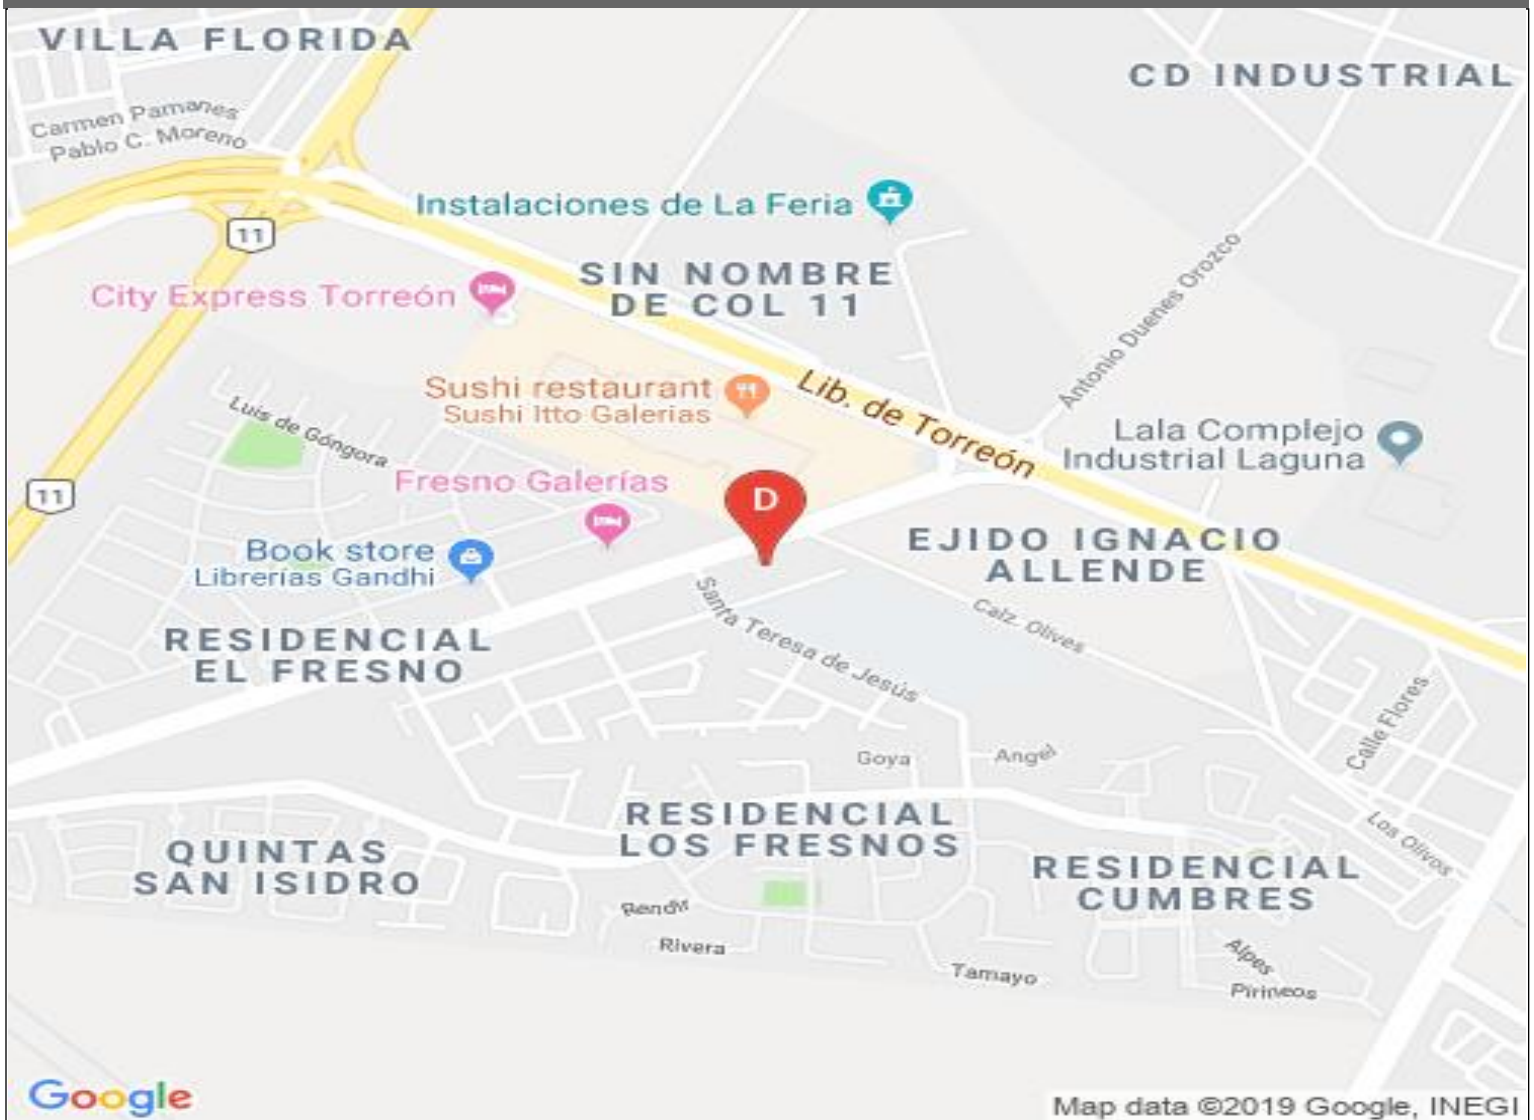 VILLA FLORIDA
CD INDUSTRIAL
Carmen Pamanes
Pablo C. Moreno
Instalaciones de La Feria
11
SIN NOMBRE
DE COL 11
City Express Torreón
Antonio Duenes Orozco
Sushi restaurant
Sushi Itto Galerias
Lib. de Torreón
Luis de Góngora
Lala Complejo
Industrial Laguna
Fresno Galerías
11
D
EJIDO IGNACIO
ALLENDE
Book store
Librerías Gandhi
Santa Teresa de Jesús
Calz. Olives
RESIDENCIAL
EL FRESNO
Calle Flores
Goya
Angel
RESIDENCIAL
LOS FRESNOS
Los Olivos
QUINTAS
SAN ISIDRO
RESIDENCIAL
CUMBRES
Rivera
Tamayo
Alpes
Pirineos
Google
Map data ©2019 Google, INEGI